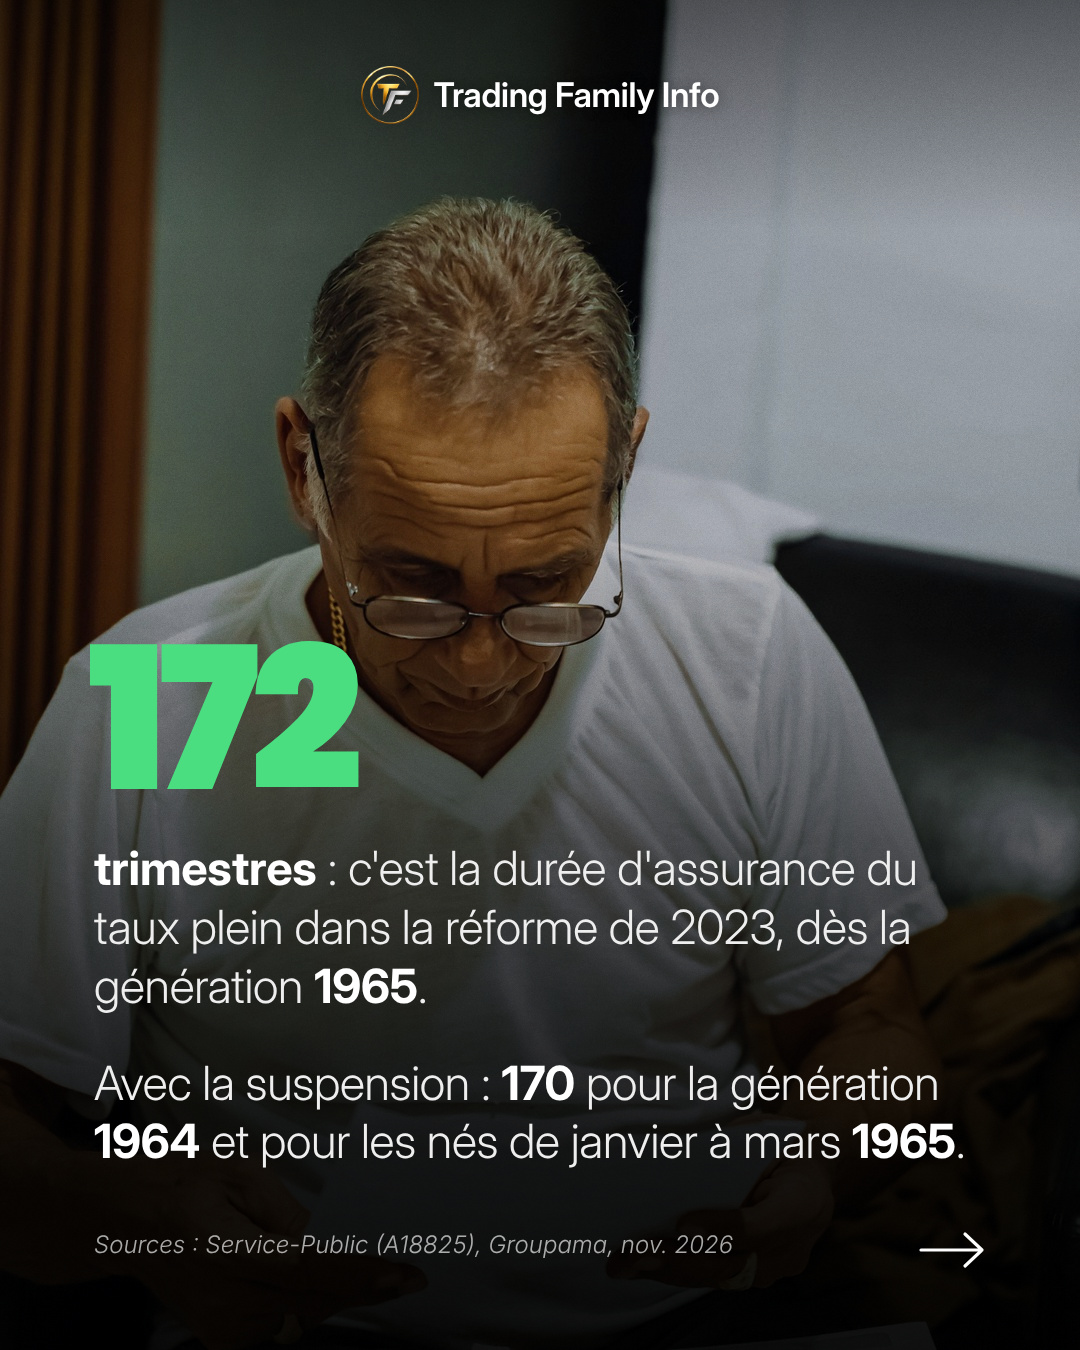 TF
Trading Family Info
172
trimestres : c'est la durée d'assurance du
taux plein dans la réforme de 2023, dès la
génération 1965.
Avec la suspension : 170 pour la génération
1964 et pour les nés de janvier à mars 1965.
Sources : Service-Public (A18825), Groupama, nov. 2026